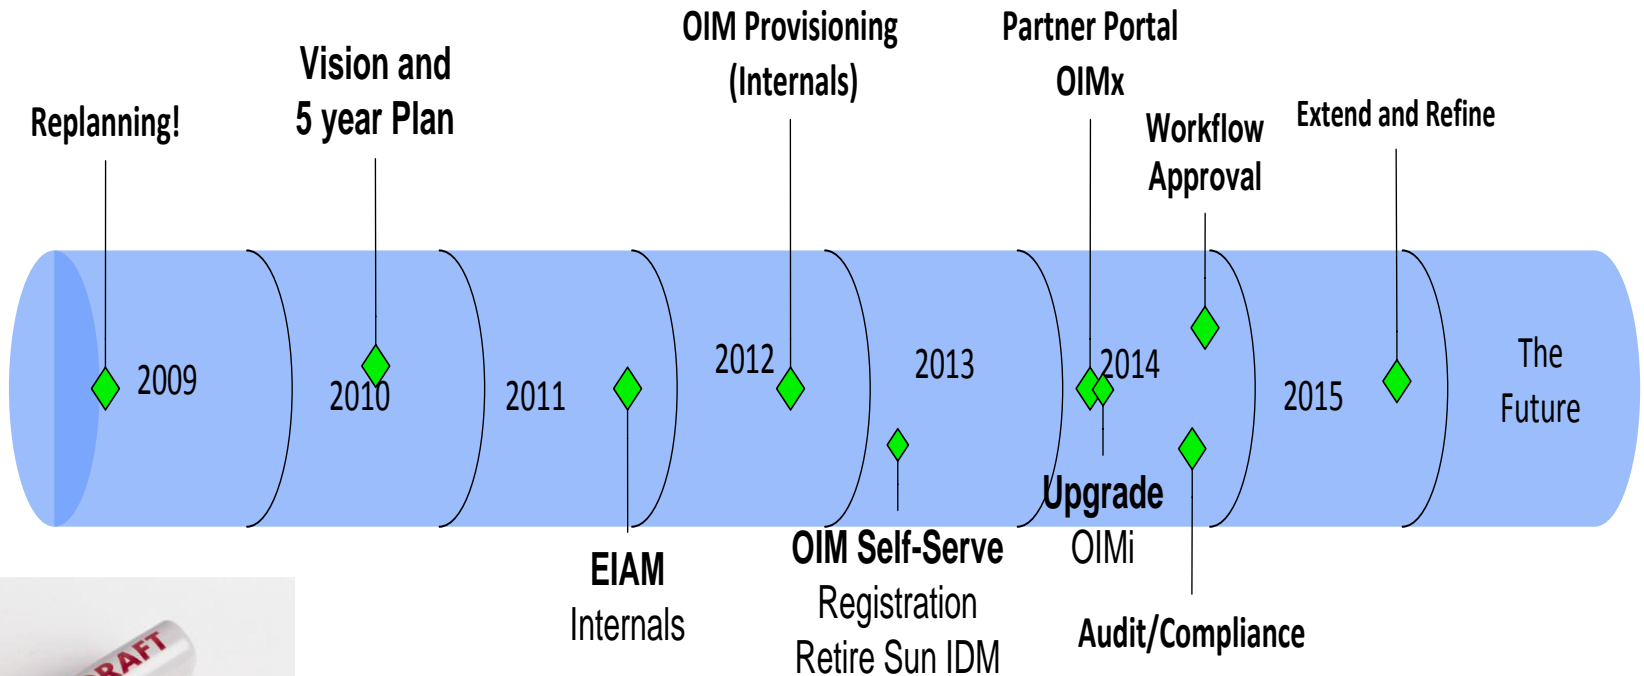 OIM Provisioning
(Internals)
Partner Portal
OIMx
Vision and
5 year Plan
Replanning!
Workflow
Approval
Extend and Refine
2009
2010
2011
2012
2013
2014
2015
The
Future
EIAM
Internals
OIM Self-Serve
Registration
Retire Sun IDM
Upgrade
OIMi
Audit/Compliance